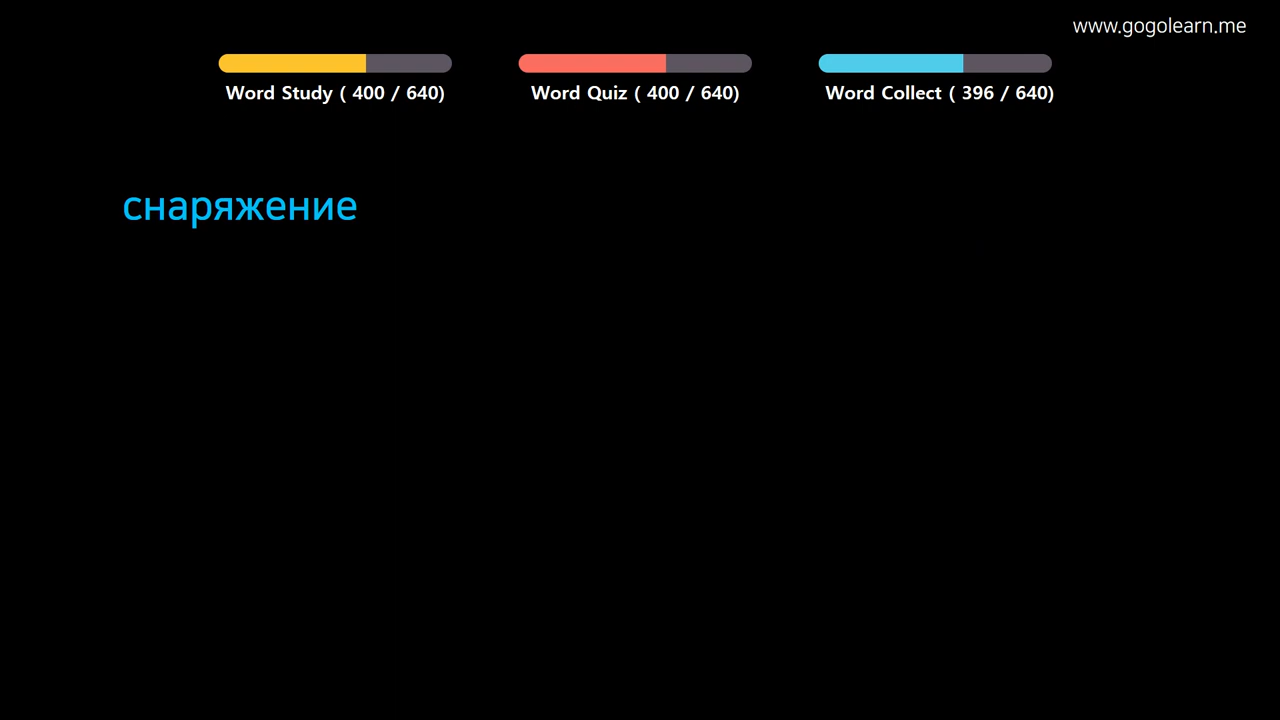 www.gogolearn.me
Word Study ( 400 / 640)
Word Quiz ( 400 / 640)
Word Collect ( 396 / 640)
снаряжение